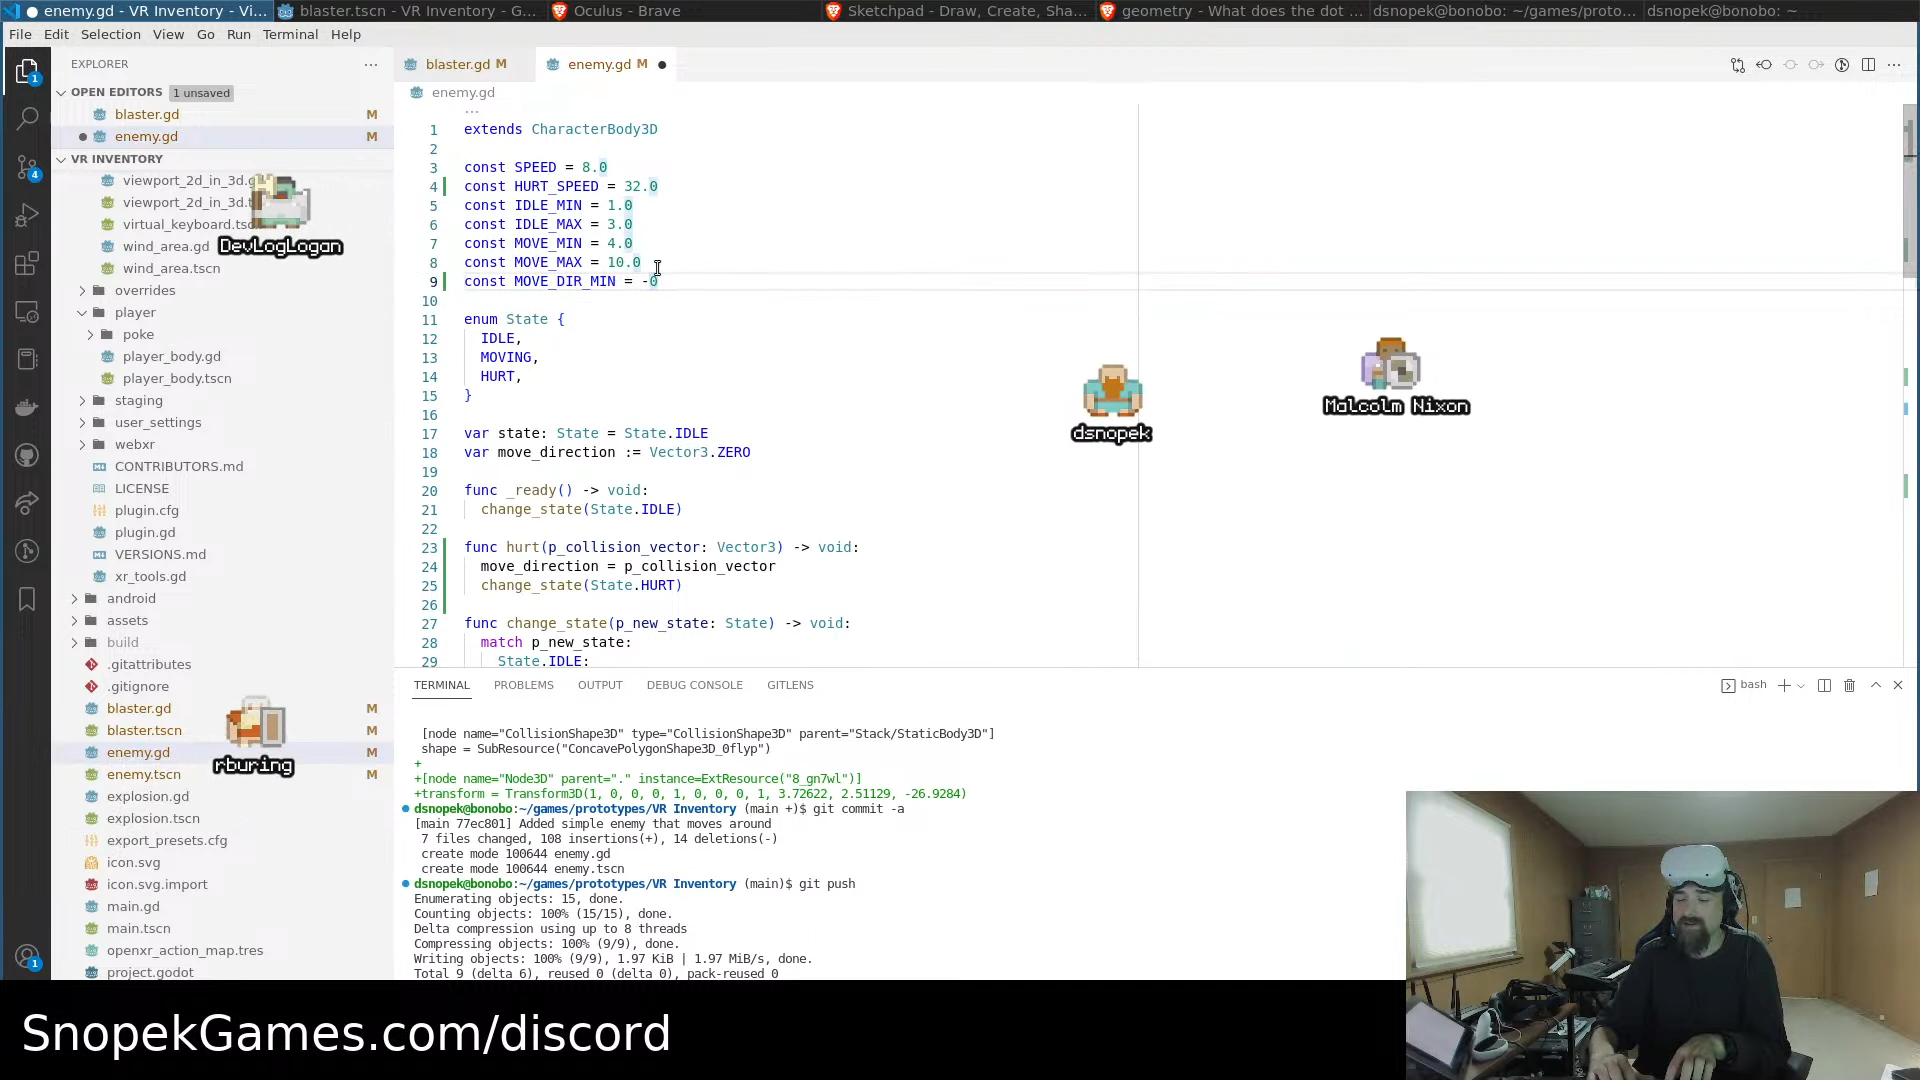 enemy.gd - VR Inventory - Vi...
blaster.tscn - VR Inventory - G...
Oculus - Brave
Sketchpad - Draw, Create, Sha...
geometry - What does the dot ...
dsnopek@bonobo: ~/games/proto...
dsnopek@bonobo: ~
File Edit Selection View Go Run Terminal Help
EXPLORER
OPEN EDITORS 1 unsaved
blaster.gd M
enemy.gd M
VR INVENTORY
viewport_2d_in_3d.g
viewport_2d_in_3d.t
virtual_keyboard.tsc
wind_area.gd
wind_area.tscn
overrides
player
poke
player_body.gd
player_body.tscn
staging
user_settings
webxr
CONTRIBUTORS.md
LICENSE
plugin.cfg
plugin.gd
VERSIONS.md
xr_tools.gd
android
assets
build
.gitattributes
.gitignore
blaster.gd M
blaster.tscn M
enemy.gd M
enemy.tscn M
explosion.gd
explosion.tscn
export_presets.cfg
icon.svg
icon.svg.import
main.gd
main.tscn
openxr_action_map.tres
project.godot
1
4
1
DevLogLogan
rburing
dsnopek
Malcolm Nixon
blaster.gd M
enemy.gd M
enemy.gd
...
1 extends CharacterBody3D
2
3 const SPEED = 8.0
4 const HURT_SPEED = 32.0
5 const IDLE_MIN = 1.0
6 const IDLE_MAX = 3.0
7 const MOVE_MIN = 4.0
8 const MOVE_MAX = 10.0
9 const MOVE_DIR_MIN = -0
10
11 enum State {
12 IDLE,
13 MOVING,
14 HURT,
15 }
16
17 var state: State = State.IDLE
18 var move_direction := Vector3.ZERO
19
20 func _ready() -> void:
21 change_state(State.IDLE)
22
23 func hurt(p_collision_vector: Vector3) -> void:
24 move_direction = p_collision_vector
25 change_state(State.HURT)
26
27 func change_state(p_new_state: State) -> void:
28 match p_new_state:
29 State.IDLE:
TERMINAL PROBLEMS OUTPUT DEBUG CONSOLE GITLENS
bash
[node name="CollisionShape3D" type="CollisionShape3D" parent="Stack/StaticBody3D"]
shape = SubResource("ConcavePolygonShape3D_0flyp")
+
+[node name="Node3D" parent="." instance=ExtResource("8_gn7wl")]
+transform = Transform3D(1, 0, 0, 0, 1, 0, 0, 0, 1, 3.72622, 2.51129, -26.9284)
dsnopek@bonobo:~/games/prototypes/VR Inventory (main +)$ git commit -a
[main 77ec801] Added simple enemy that moves around
7 files changed, 108 insertions(+), 14 deletions(-)
create mode 100644 enemy.gd
create mode 100644 enemy.tscn
dsnopek@bonobo:~/games/prototypes/VR Inventory (main)$ git push
Enumerating objects: 15, done.
Counting objects: 100% (15/15), done.
Delta compression using up to 8 threads
Compressing objects: 100% (9/9), done.
Writing objects: 100% (9/9), 1.97 KiB | 1.97 MiB/s, done.
Total 9 (delta 6), reused 0 (delta 0), pack-reused 0
SnopekGames.com/discord